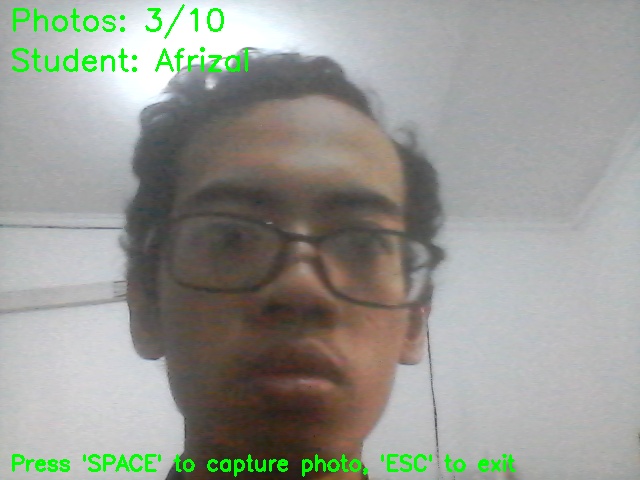 Photos: 3/10
Student: Afrizal
Press 'SPACE' to capture photo, 'ESC' to exit